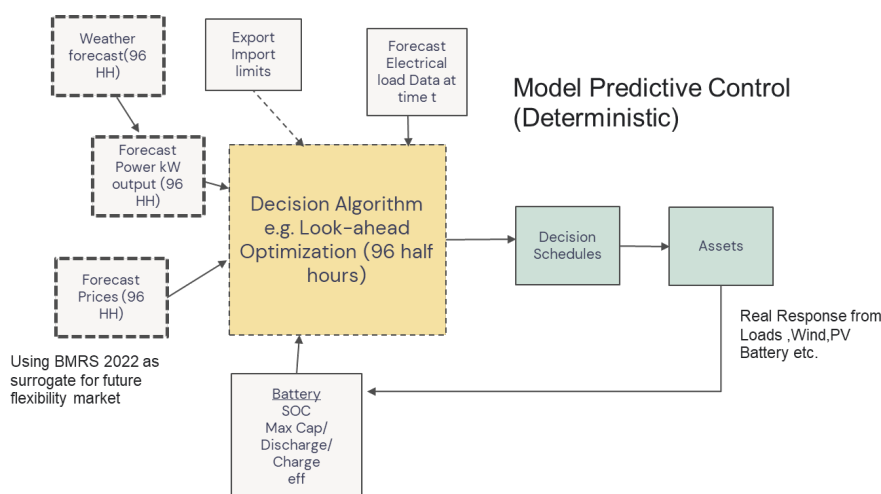 Weather
forecast(96
HH)
Export
Import
limits
Forecast
Electrical
load Data at
time t
Model Predictive Control
(Deterministic)
Forecast
Power kW
output (96
HH)
Decision Algorithm
e.g. Look-ahead
Optimization (96 half
hours)
Decision
Schedules
Assets
Forecast
Prices (96
HH)
Real Response from
Loads ,Wind,PV
Battery etc.
Using BMRS 2022 as
surrogate for future
flexibility market
Battery
SOC
Max Cap/
Discharge/
Charge
eff